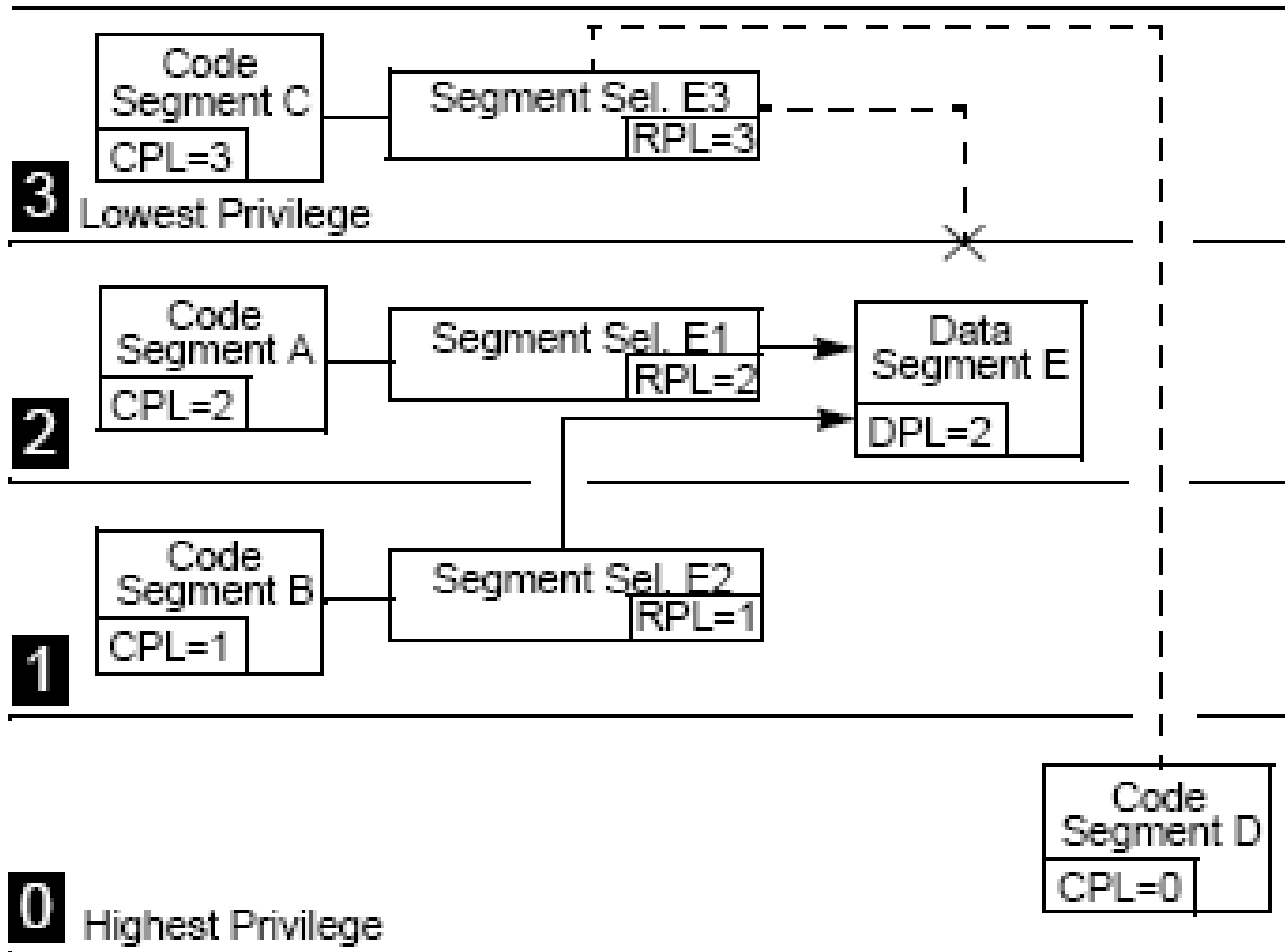 Code
Segment C
CPL=3
Segment Sel. E3
RPL=3
3
Lowest Privilege
Code
Segment A
CPL=2
Segment Sel. E1
RPL=2
Data
Segment E
DPL=2
2
Code
Segment B
CPL=1
Segment Sel. E2
RPL=1
1
Code
Segment D
CPL=0
0
Highest Privilege